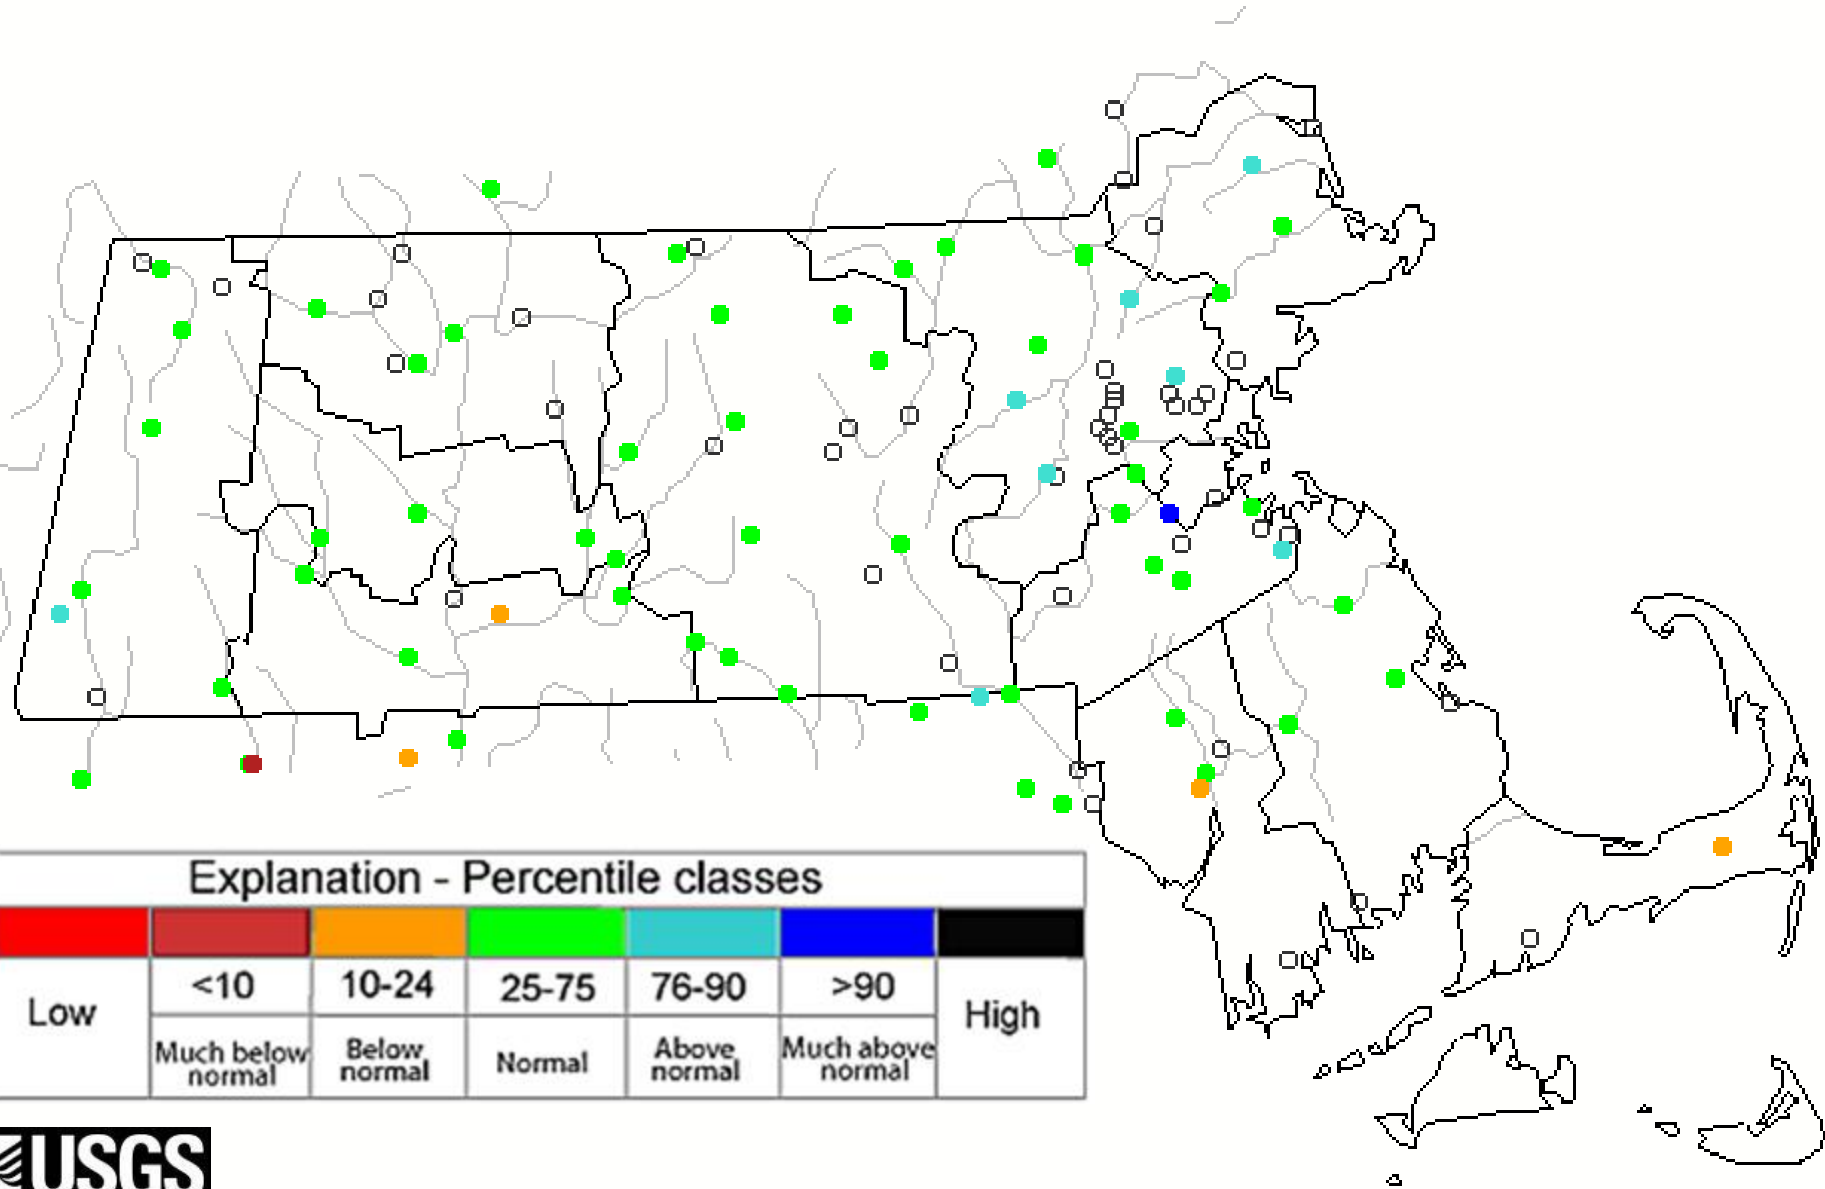 Explanation - Percentile classes
Low
<10
10-24
25-75
76-90
>90
High
Much below
normal
Below
normal
Normal
Above
normal
Much above
normal
USGS